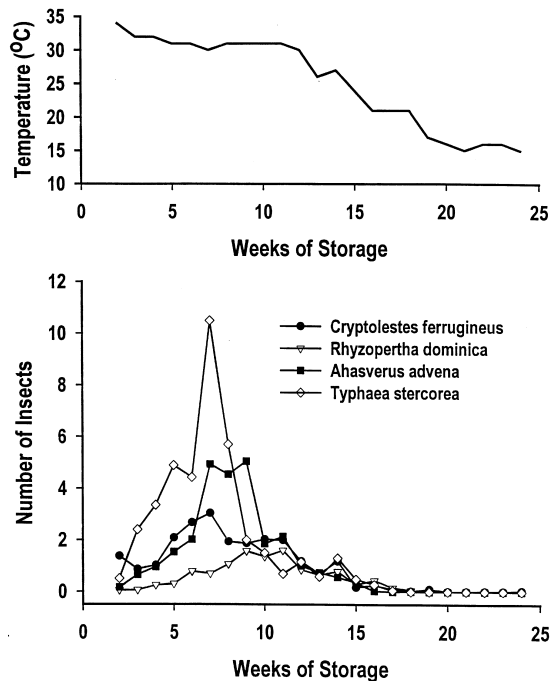 Temperature (ºC)
35
30
25
20
15
10
0 5 10 15 20 25
Weeks of Storage
Number of Insects
12
10
8
6
4
2
0
Cryptolestes ferrugineus
Rhyzopertha dominica
Ahasverus advena
Typhaea stercorea
0 5 10 15 20 25
Weeks of Storage